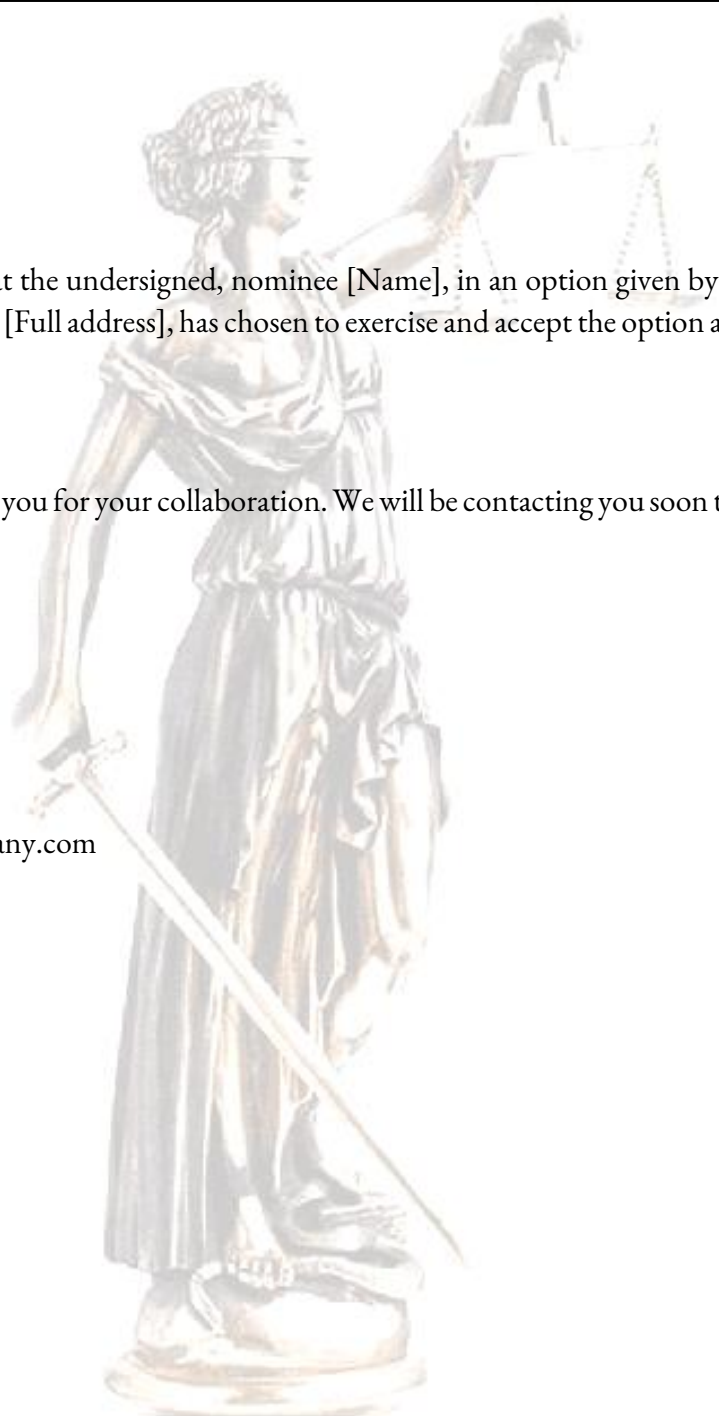 the undersigned, nominee [Name], in an option given by
[Full address], has chosen to exercise and accept the option
you for your collaboration. We will be contacting you soon
any.com